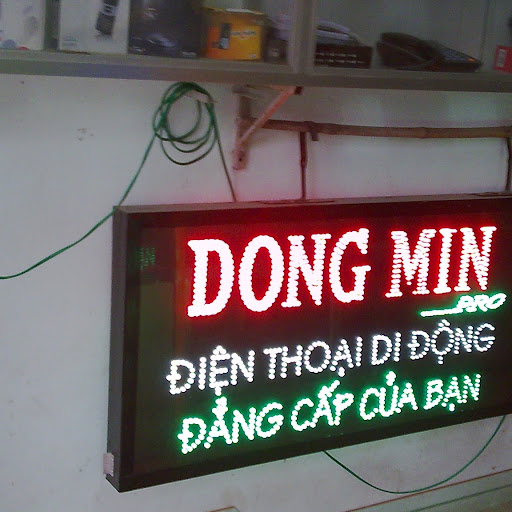 DONG MIN
PRO
ĐIỆN THOẠI DI ĐỘNG
ĐẲNG CẤP CỦA BẠN